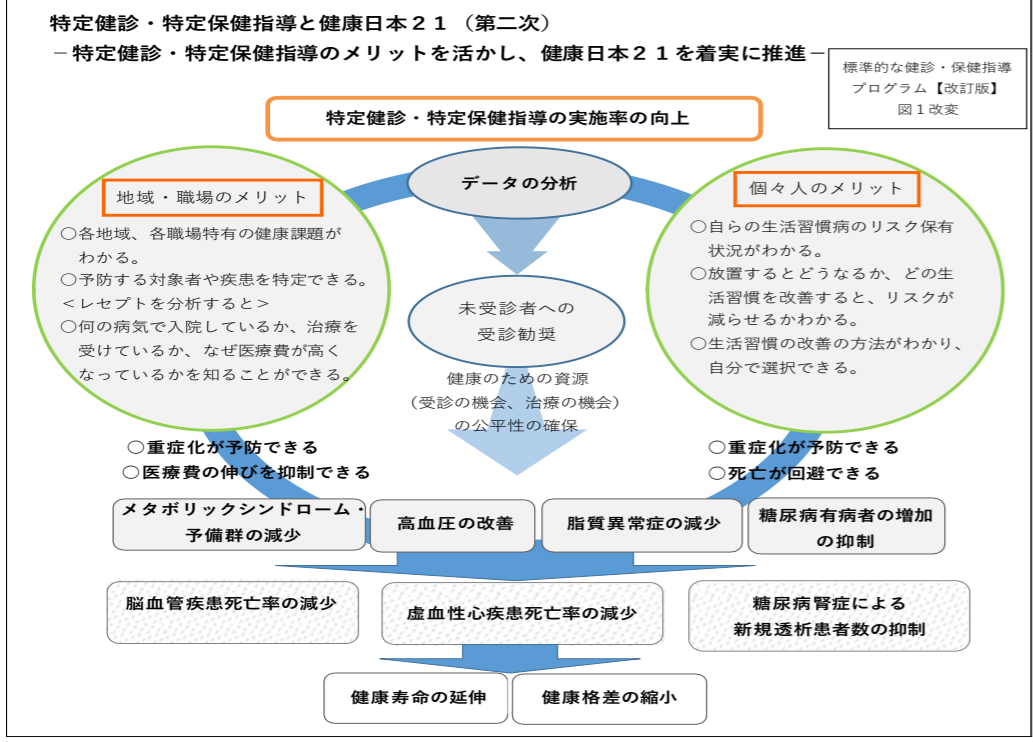 特定健診・特定保健指導と健康日本２１（第二次）
－特定健診・特定保健指導のメリットを活かし、健康日本２１を着実に推進－
標準的な健診・保健指導
プログラム【改訂版】
図１改変
特定健診・特定保健指導の実施率の向上
データの分析
地域・職場のメリット
○各地域、各職場特有の健康課題が
わかる。
○予防する対象者や疾患を特定できる。
＜レセプトを分析すると＞
○何の病気で入院しているか、治療を
受けているか、なぜ医療費が高く
なっているかを知ることができる。
未受診者への
受診勧奨
個々人のメリット
○自らの生活習慣病のリスク保有
状況がわかる。
○放置するとどうなるか、どの生
活習慣を改善すると、リスクが
減らせるかわかる。
○生活習慣の改善の方法がわかり、
自分で選択できる。
健康のための資源
（受診の機会、治療の機会）
の公平性の確保
○重症化が予防できる
○医療費の伸びを抑制できる
○重症化が予防できる
○死亡が回避できる
メタボリックシンドローム・
予備群の減少
高血圧の改善
脂質異常症の減少
糖尿病有病者の増加
の抑制
脳血管疾患死亡率の減少
虚血性心疾患死亡率の減少
糖尿病腎症による
新規透析患者数の抑制
健康寿命の延伸
健康格差の縮小